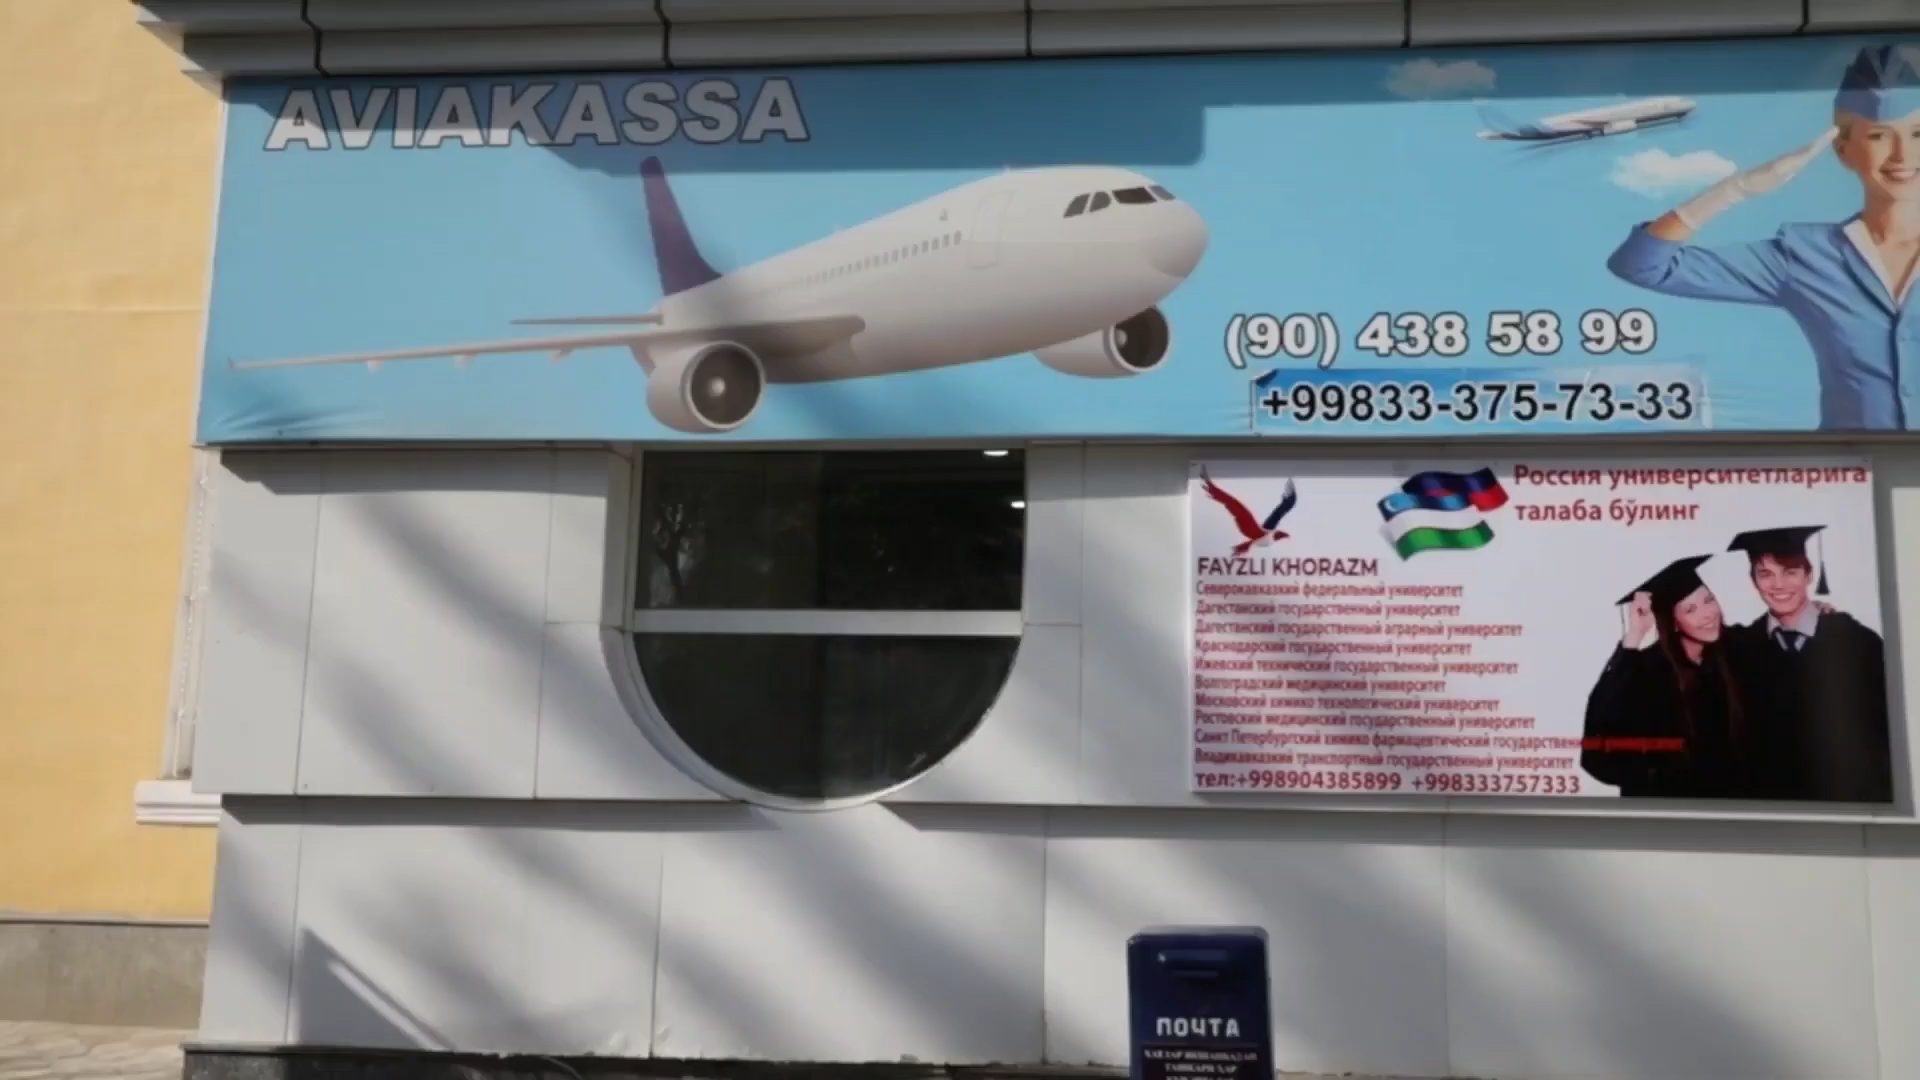 AVIAKASSA
(90) 438 58 99
+99833-375-73-33
Россия университетларига
талаба бўлинг
FAYZLI KHORAZM
Северокавказкий федеральный университет
Дагестанский государственный университет
Дагестанский государственный аграрный университет
Краснодарский государственный университет
Ижевский технический государственный университет
Волгоградский медицинский университет
Московский химико технологический университет
Ростовский медицинский государственный университет
Санкт Петербургский химико фармацевтический государственный университет
Владикавказский транспортный государственный университет
тел:+998904385899 +998333757333
ПОЧТА